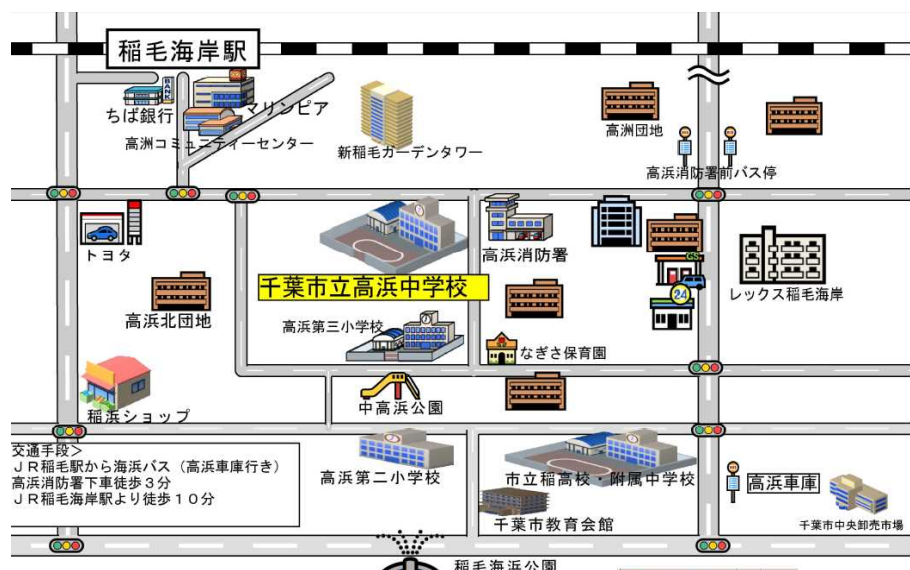 稲毛海岸駅
BANK
ちば銀行
マリンピア
高洲コミュニティーセンター
新稲毛カーデンタワー
高洲団地
高浜消防署前バス停
トヨタ
高浜消防署
GS
千葉市立高浜中学校
24
レックス稲毛海岸
高浜北団地
高浜第三小学校
なぎさ保育園
中高浜公園
稲浜ショップ
交通手段>
JR稲毛駅から海浜バス(高浜車庫行き)
高浜消防署下車徒歩3分
JR稲毛海岸駅より徒歩10分
高浜第二小学校
市立稲高校・附属中学校
高浜車庫
千葉市教育会館
千葉市中央卸売市場
稲毛海浜公園